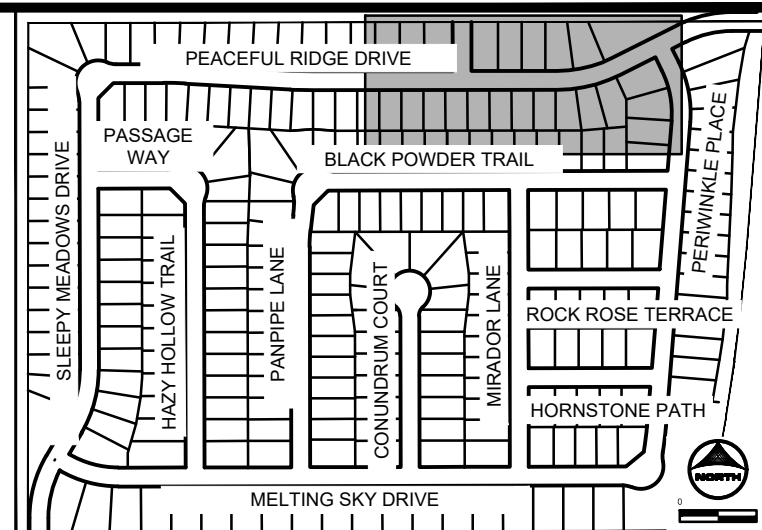 PEACEFUL RIDGE DRIVE
PASSAGE
WAY
BLACK POWDER TRAIL
PERIWINKLE PLACE
SLEEPY MEADOWS DRIVE
HAZY HOLLOW TRAIL
PANPIPE LANE
CONUNDRUM COURT
MIRADOR LANE
ROCK ROSE TERRACE
HORNSTONE PATH
MELTING SKY DRIVE
NORTH
0